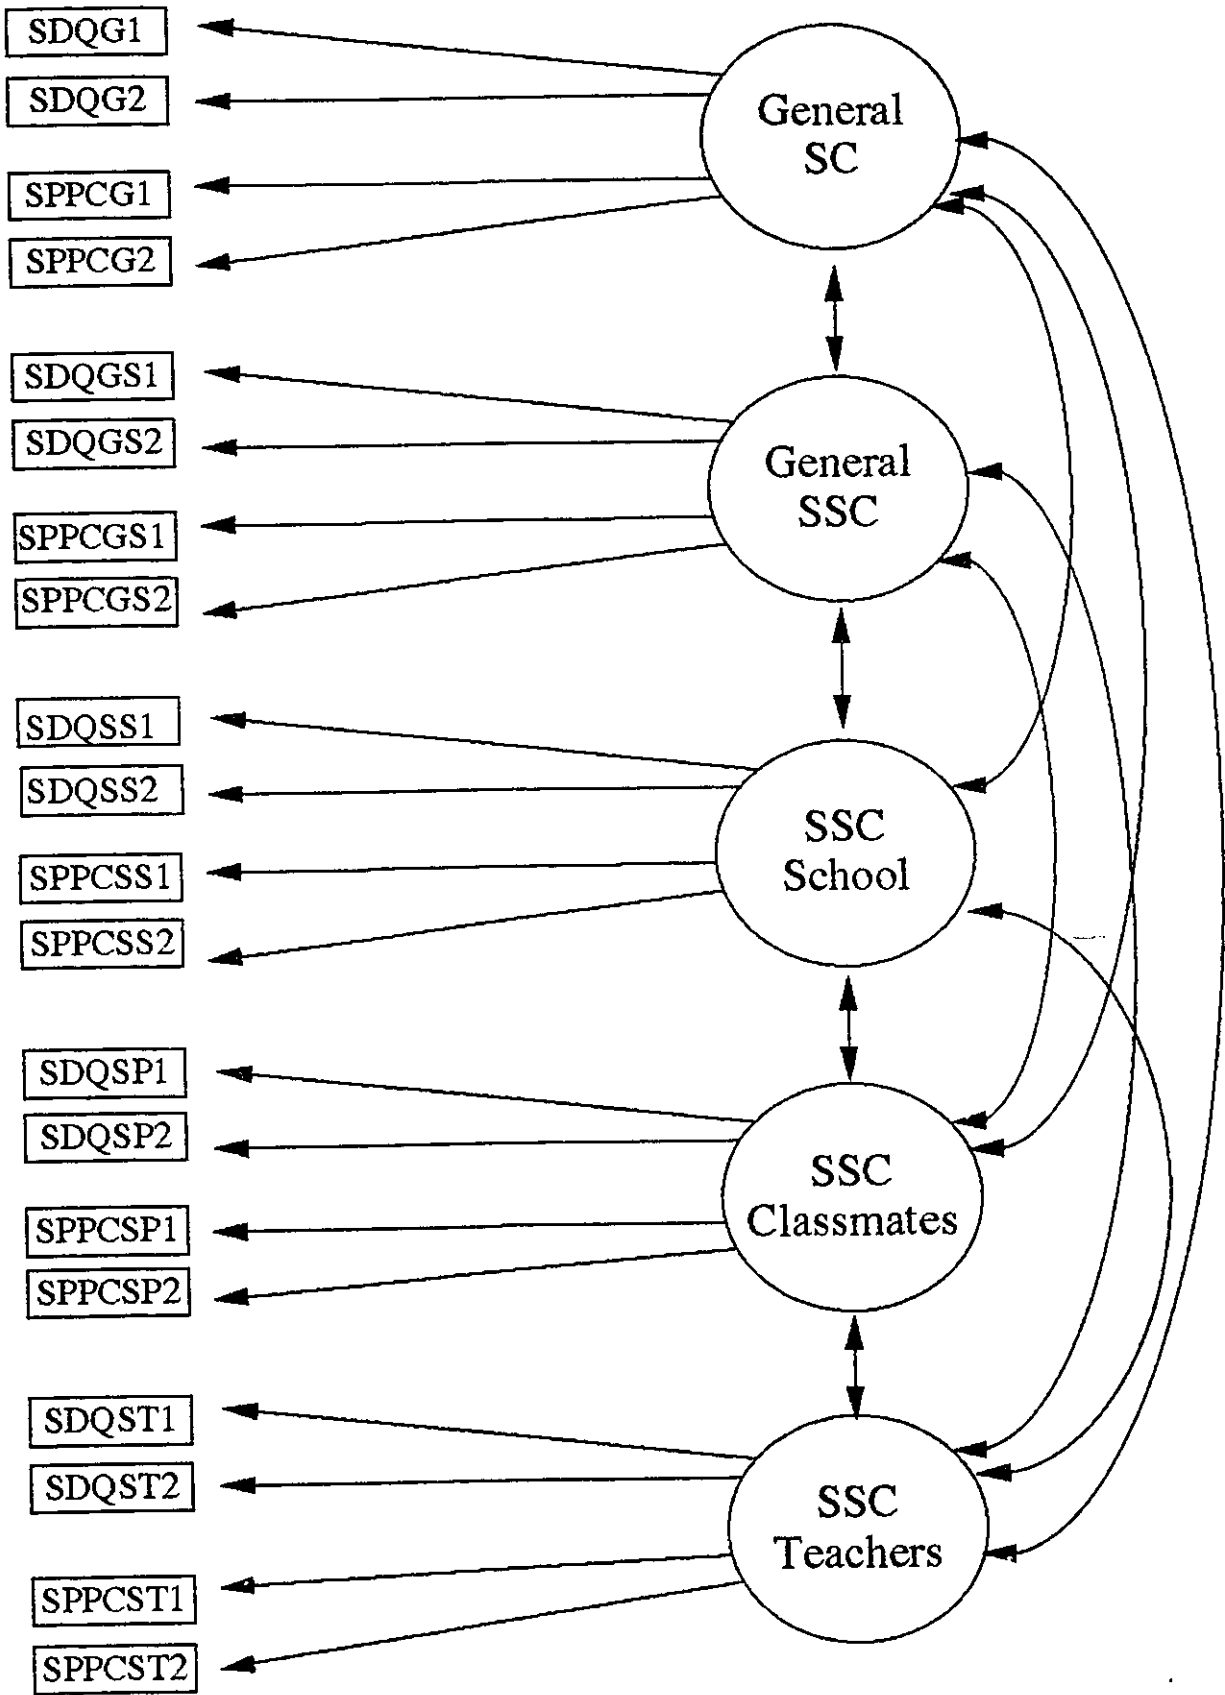 SDQG1
SDQG2
SPPCG1
SPPCG2
General
SC
SDQGS1
SDQGS2
SPPCGS1
SPPCGS2
General
SSC
SDQSS1
SDQSS2
SPPCSS1
SPPCSS2
SSC
School
SDQSP1
SDQSP2
SPPCSP1
SPPCSP2
SSC
Classmates
SDQST1
SDQST2
SPPCST1
SPPCST2
SSC
Teachers